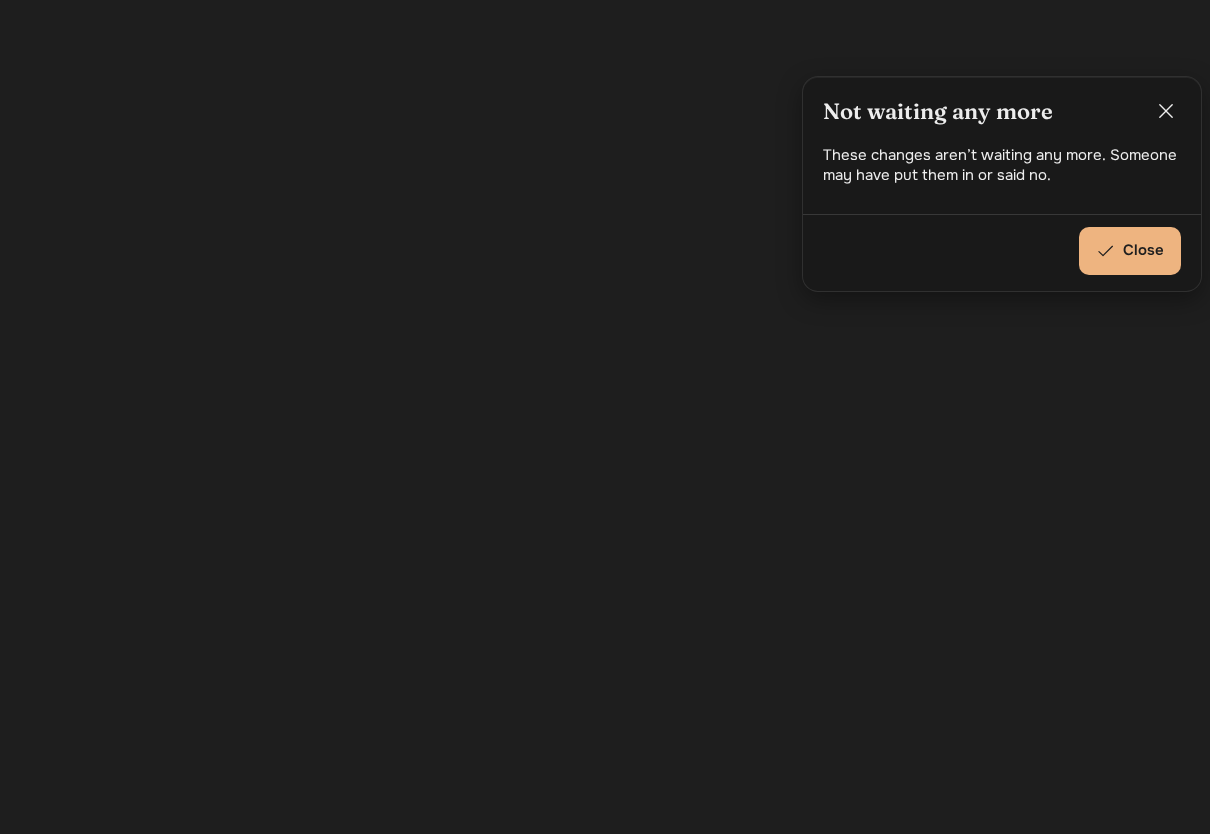 Not waiting any more
These changes aren’t waiting any more. Someone
may have put them in or said no.
Close